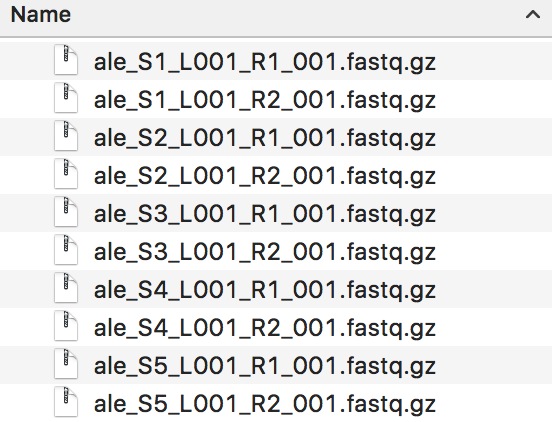 Name
ale_S1_L001_R1_001.fastq.gz
ale_S1_L001_R2_001.fastq.gz
ale_S2_L001_R1_001.fastq.gz
ale_S2_L001_R2_001.fastq.gz
ale_S3_L001_R1_001.fastq.gz
ale_S3_L001_R2_001.fastq.gz
ale_S4_L001_R1_001.fastq.gz
ale_S4_L001_R2_001.fastq.gz
ale_S5_L001_R1_001.fastq.gz
ale_S5_L001_R2_001.fastq.gz